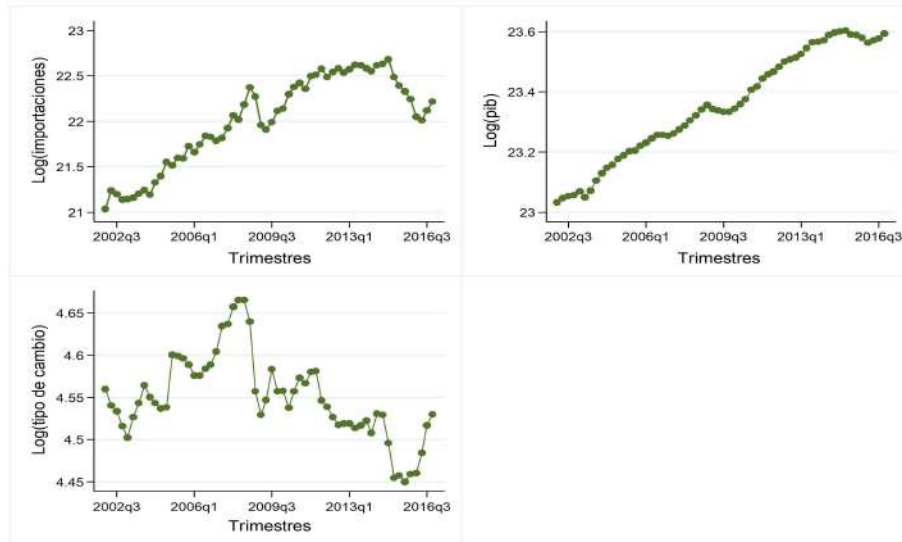 Log(importaciones)
23
22.5
22
21.5
21
2002q3 2006q1 2009q3 2013q1 2016q3
Trimestres
Log(pib)
23.6
23.4
23.2
23
2002q3 2006q1 2009q3 2013q1 2016q3
Trimestres
Log(tipo de cambio)
4.65
4.6
4.55
4.5
4.45
2002q3 2006q1 2009q3 2013q1 2016q3
Trimestres